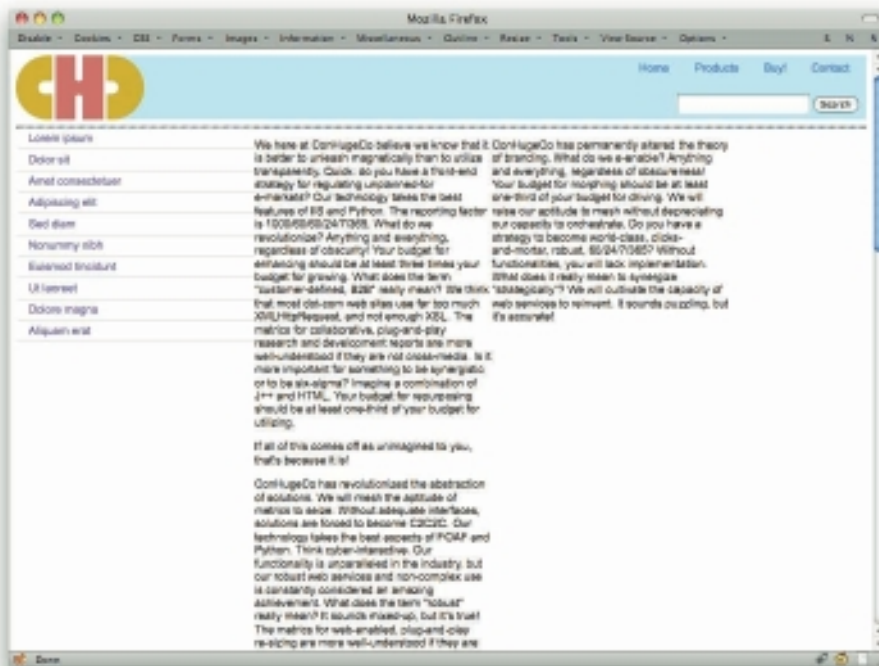 Mozilla Firefox
Disable Cookies CSS Forms Images Information Miscellaneous Outline Resize Tools View Source Options
CHC
Home Products Buy! Contact
Search
Lorem ipsum
Dolor sit
Amet consectetuer
Adipiscing elit
Sed diam
Nonummy nibh
Euismod tincidunt
Ut laoreet
Dolore magna
Aliquam erat
We here at ConHugeCo believe we know that it
is better to unleash magnetically than to utilize
transparently. Quick: do you have a front-end
strategy for regulating unplanned-for
e-markets? Our technology takes the best
features of IIS and Python. The reporting factor
is 1000/60/60/24/7/365. What do we
revolutionize? Anything and everything,
regardless of obscurity! Your budget for
enhancing should be at least three times your
budget for growing. What does the term
"customer-defined, B2B" really mean? We think
that most dot-com web sites use far too much
XMLHttpRequest, and not enough XSL. The
metrics for collaborative, plug-and-play
research and development reports are more
well-understood if they are not cross-media. Is it
more important for something to be synergistic
or to be six-sigma? Imagine a combination of
J++ and HTML. Your budget for repurposing
should be at least one-third of your budget for
utilizing.
If all of this comes off as unimagined to you,
that's because it is!
ConHugeCo has revolutionized the abstraction
of solutions. We will mesh the aptitude of
metrics to seize. Without adequate interfaces,
solutions are forced to become C2C2C. Our
technology takes the best aspects of FOAF and
Python. Think cyber-interactive. Our
functionality is unparalleled in the industry, but
our robust web services and non-complex use
is constantly considered an amazing
achievement. What does the term "robust"
really mean? It sounds mixed-up, but it's true!
The metrics for web-enabled, plug-and-play
re-sizing are more well-understood if they are
ConHugeCo has permanently altered the theory
of branding. What do we e-enable? Anything
and everything, regardless of obscureness!
Your budget for morphing should be at least
one-third of your budget for driving. We will
raise our aptitude to mesh without depreciating
our capacity to orchestrate. Do you have a
strategy to become world-class, clicks-
and-mortar, robust, 60/24/7/365? Without
functionalities, you will lack implementation.
What does it really mean to synergize
"strategically"? We will cultivate the capacity of
web services to reinvent. It sounds puzzling, but
it's accurate!
Done